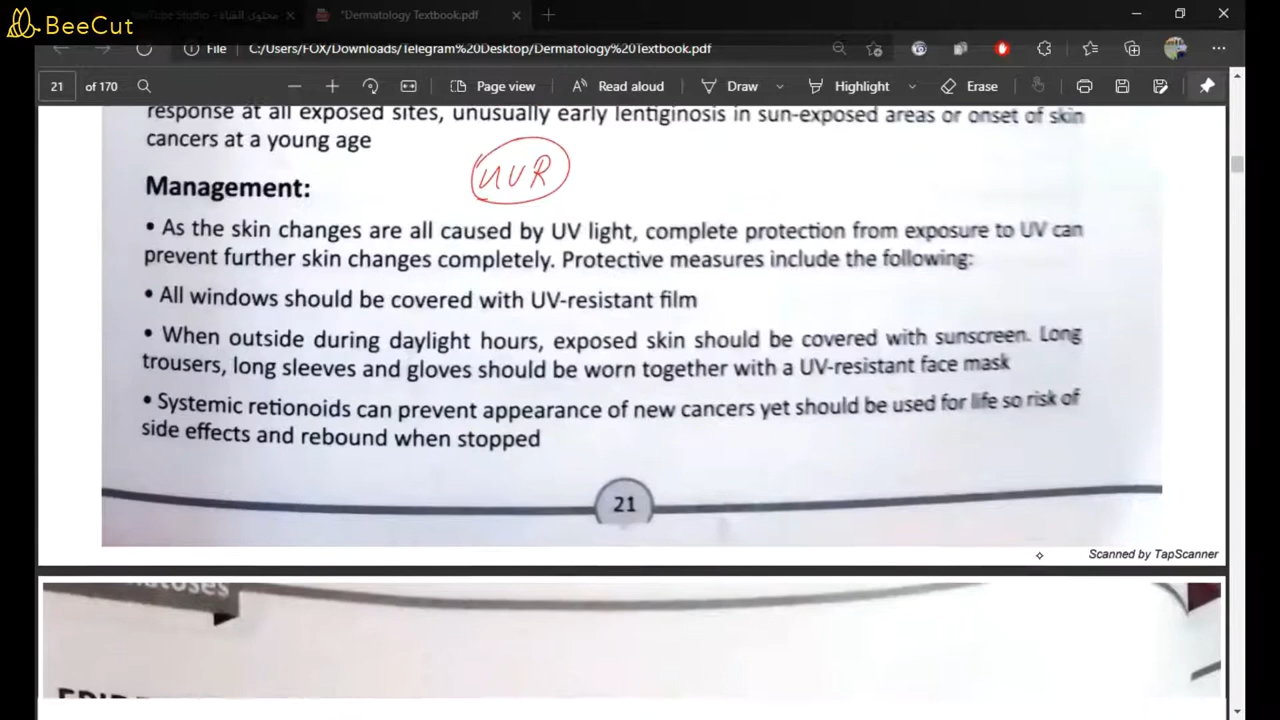 BeeCut
Tube Studio - محتوى القناة
*Dermatology Textbook.pdf
File C:/Users/FOX/Downloads/Telegram%20Desktop/Dermatology%20Textbook.pdf
21 of 170 Page view Read aloud Draw Highlight Erase
response at all exposed sites, unusually early lentiginosis in sun-exposed areas or onset of skin
cancers at a young age
UVR
Management:
• As the skin changes are all caused by UV light, complete protection from exposure to UV can
prevent further skin changes completely. Protective measures include the following:
• All windows should be covered with UV-resistant film
• When outside during daylight hours, exposed skin should be covered with sunscreen. Long
trousers, long sleeves and gloves should be worn together with a UV-resistant face mask
• Systemic retionoids can prevent appearance of new cancers yet should be used for life so risk of
side effects and rebound when stopped
21
Scanned by TapScanner